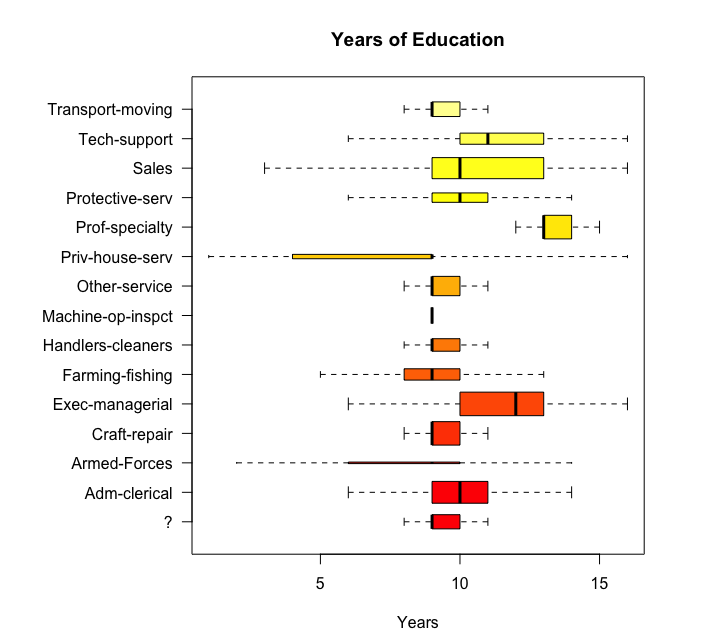 Years of Education
Transport-moving
Tech-support
Sales
Protective-serv
Prof-specialty
Priv-house-serv
Other-service
Machine-op-inspct
Handlers-cleaners
Farming-fishing
Exec-managerial
Craft-repair
Armed-Forces
Adm-clerical
?
5 10 15
Years